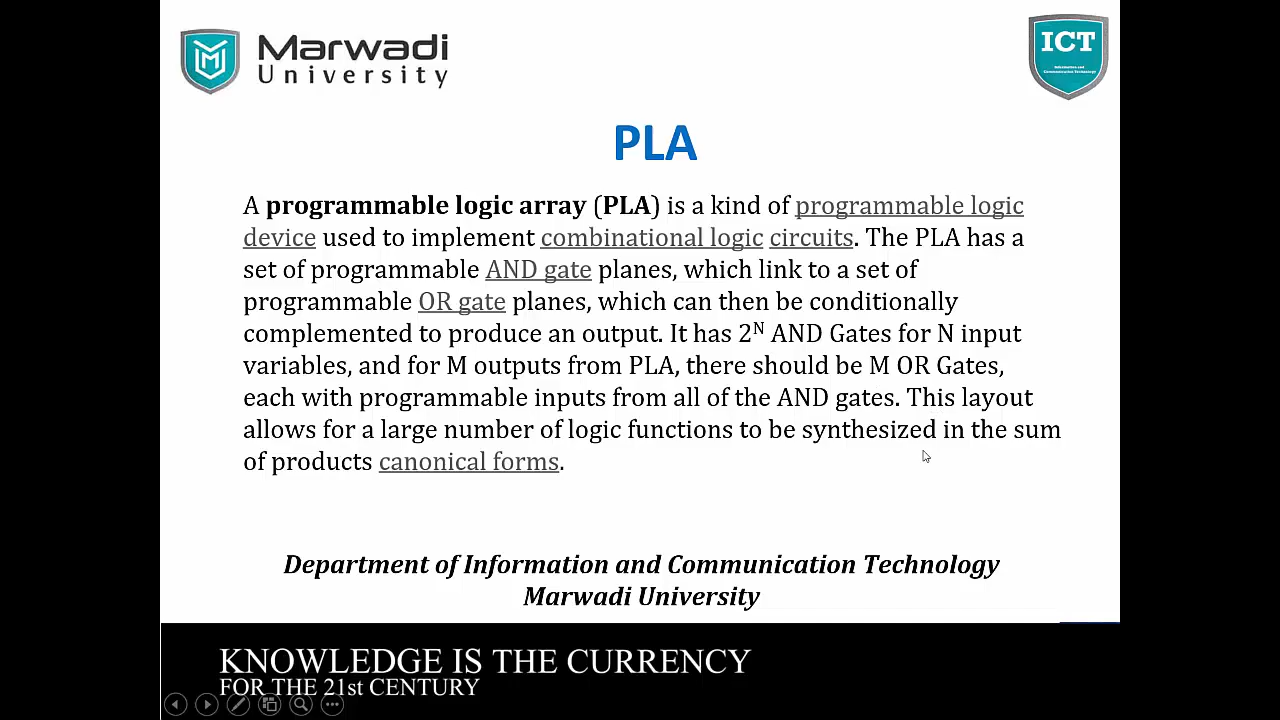 Marwadi
University
ICT
Information and
Communication Technology
PLA
A programmable logic array (PLA) is a kind of programmable logic
device used to implement combinational logic circuits. The PLA has a
set of programmable AND gate planes, which link to a set of
programmable OR gate planes, which can then be conditionally
complemented to produce an output. It has 2ᴺ AND Gates for N input
variables, and for M outputs from PLA, there should be M OR Gates,
each with programmable inputs from all of the AND gates. This layout
allows for a large number of logic functions to be synthesized in the sum
of products canonical forms.
Department of Information and Communication Technology
Marwadi University
KNOWLEDGE IS THE CURRENCY
FOR THE 21st CENTURY